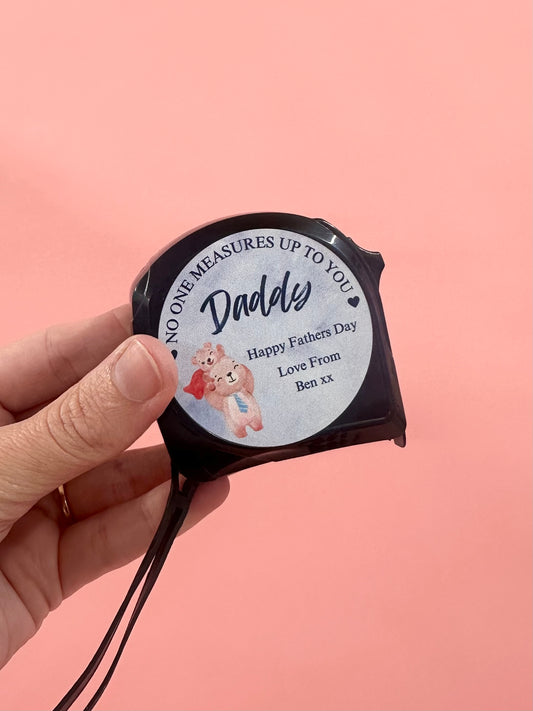 NO ONE MEASURES UP TO YOU
Daddy
Happy Fathers Day
Love From
Ben xx